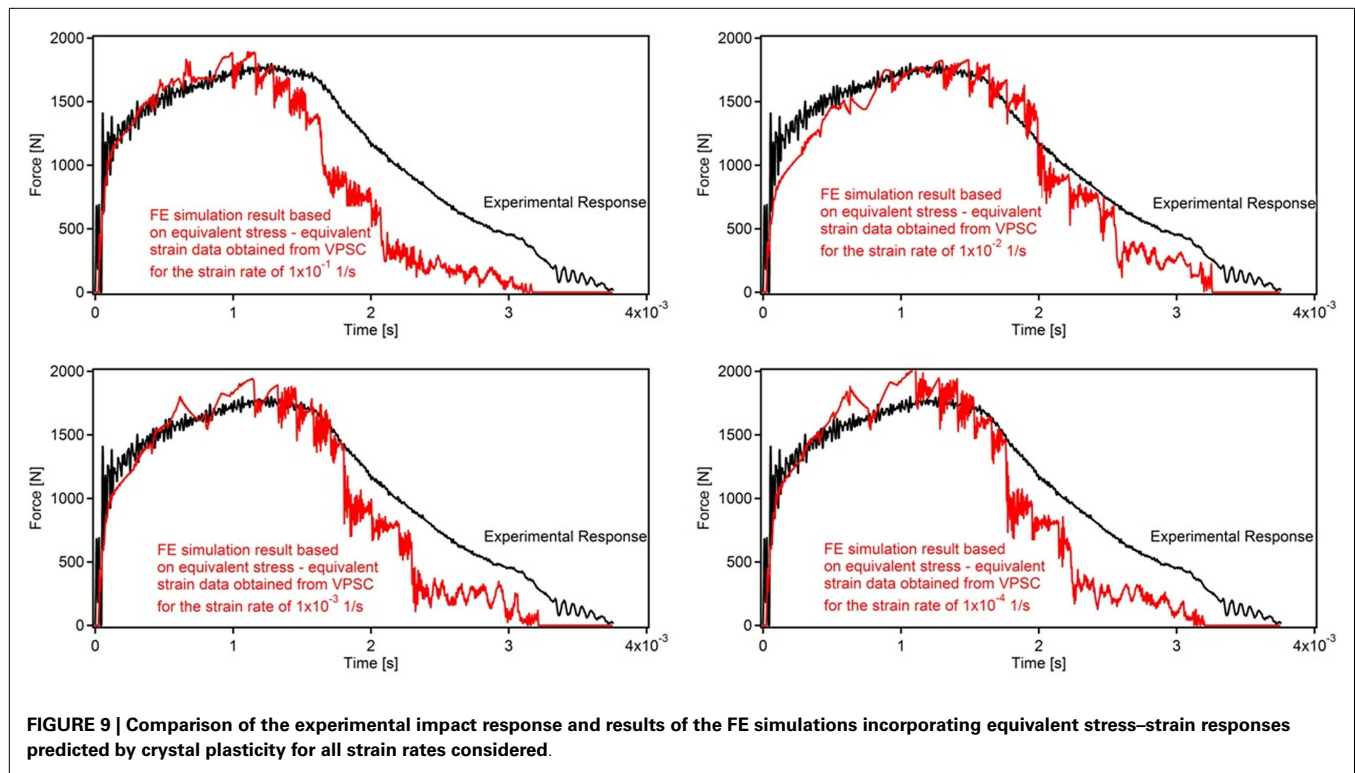 2000
1500
1000
500
0
Force [N]
Experimental Response
FE simulation result based
on equivalent stress - equivalent
strain data obtained from VPSC
for the strain rate of 1x10⁻¹ 1/s
0 1 2 3 4x10⁻³
Time [s]
2000
1500
1000
500
0
Force [N]
Experimental Response
FE simulation result based
on equivalent stress - equivalent
strain data obtained from VPSC
for the strain rate of 1x10⁻² 1/s
0 1 2 3 4x10⁻³
Time [s]
2000
1500
1000
500
0
Force [N]
Experimental Response
FE simulation result based
on equivalent stress - equivalent
strain data obtained from VPSC
for the strain rate of 1x10⁻³ 1/s
0 1 2 3 4x10⁻³
Time [s]
2000
1500
1000
500
0
Force [N]
Experimental Response
FE simulation result based
on equivalent stress - equivalent
strain data obtained from VPSC
for the strain rate of 1x10⁻⁴ 1/s
0 1 2 3 4x10⁻³
Time [s]
FIGURE 9 | Comparison of the experimental impact response and results of the FE simulations incorporating equivalent stress–strain responses
predicted by crystal plasticity for all strain rates considered.